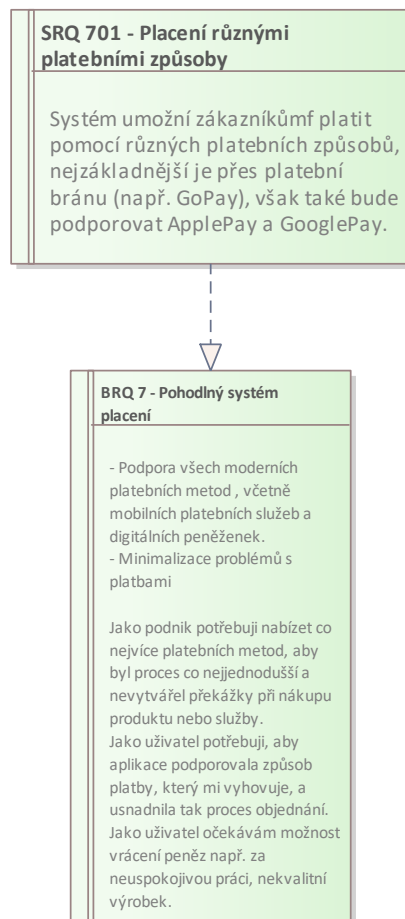 SRQ 701 - Placení různými
platebními způsoby
Systém umožní zákazníkůmf platit
pomocí různých platebních způsobů,
nejzákladnější je přes platební
bránu (např. GoPay), však také bude
podporovat ApplePay a GooglePay.
BRQ 7 - Pohodlný systém
placení
- Podpora všech moderních
platebních metod , včetně
mobilních platebních služeb a
digitálních peněženek.
- Minimalizace problémů s
platbami
Jako podnik potřebuji nabízet co
nejvíce platebních metod, aby
byl proces co nejjednodušší a
nevytvářel překážky při nákupu
produktu nebo služby.
Jako uživatel potřebuji, aby
aplikace podporovala způsob
platby, který mi vyhovuje, a
usnadnila tak proces objednání.
Jako uživatel očekávám možnost
vrácení peněz např. za
neuspokojivou práci, nekvalitní
výrobek.